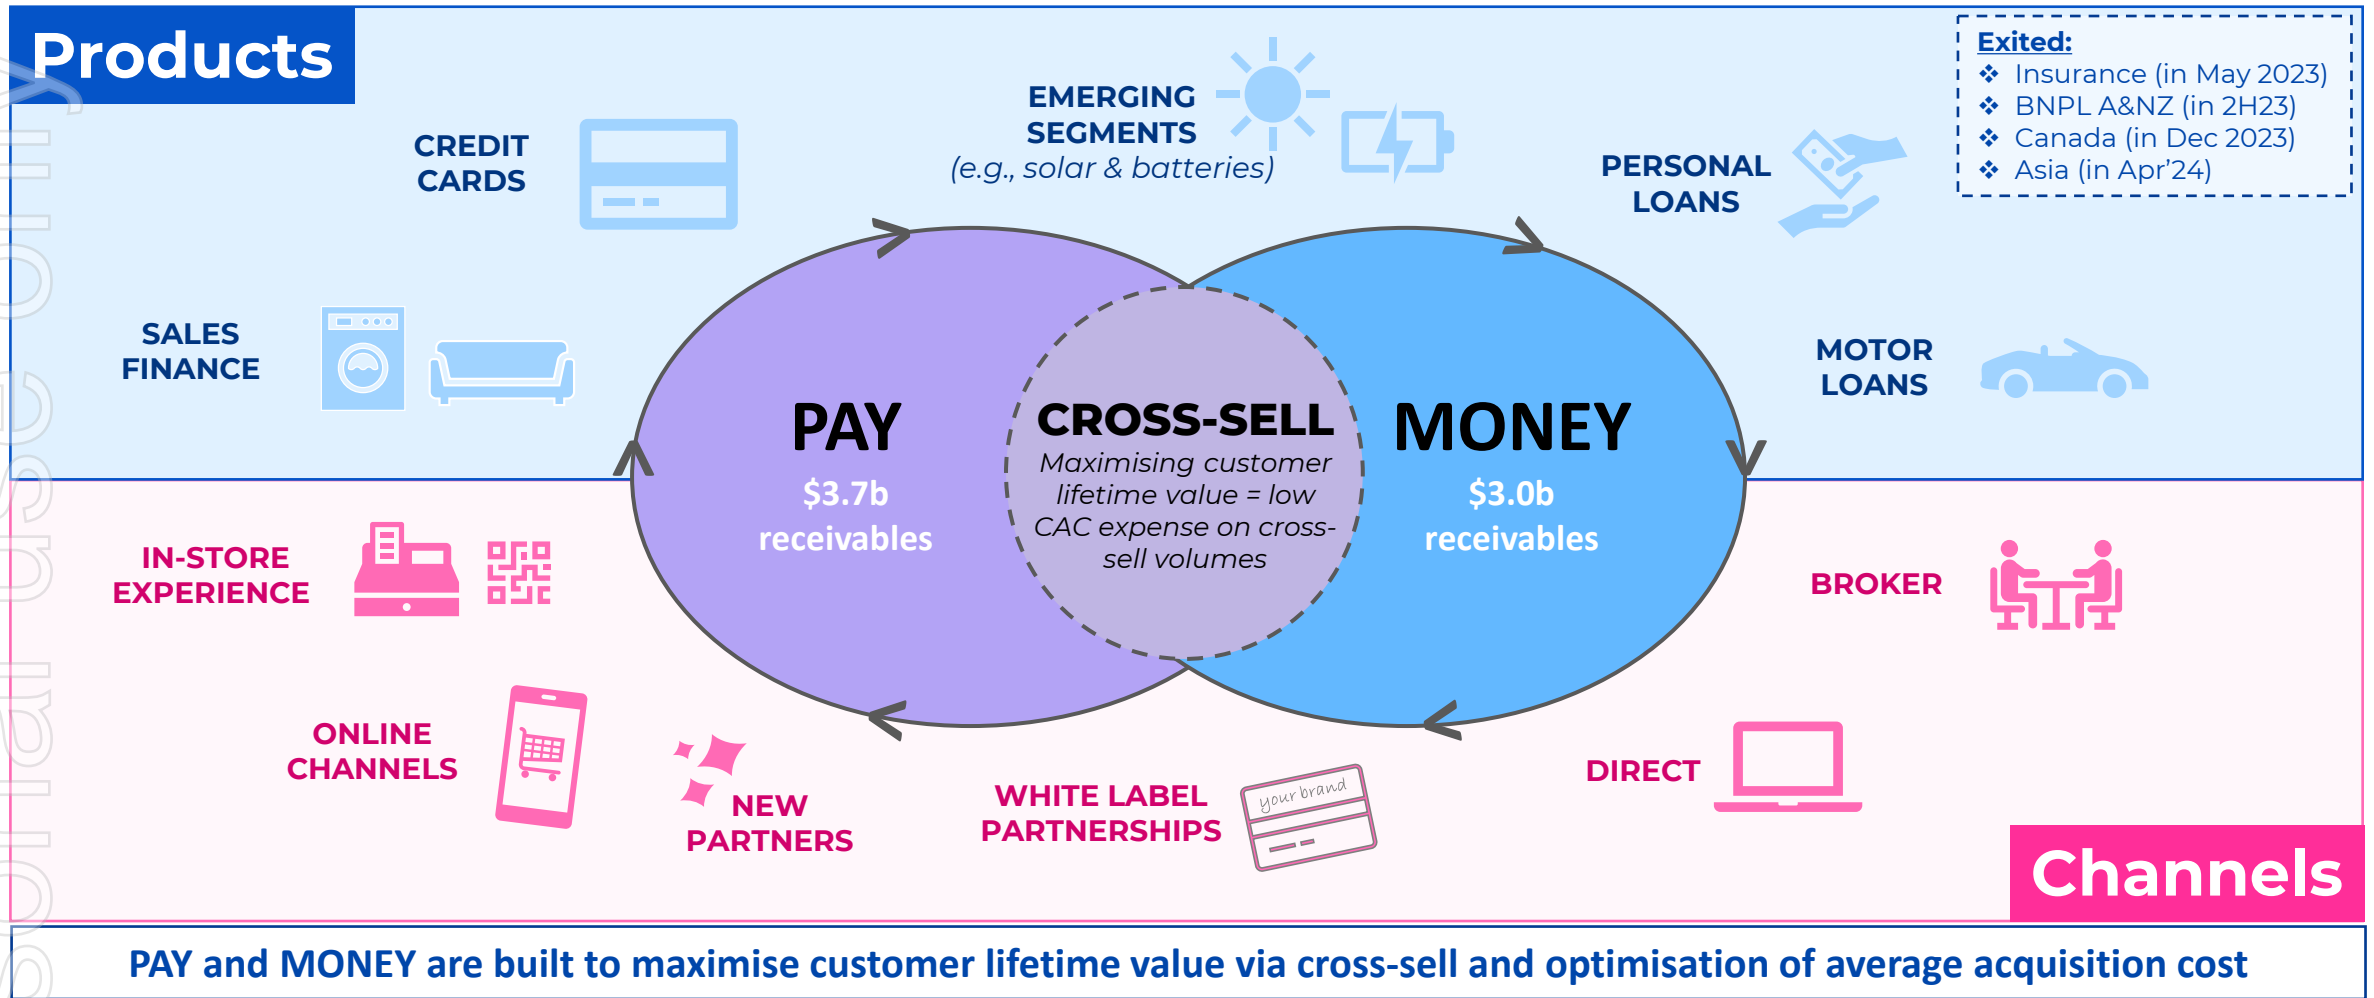 Products
Exited:
❖ Insurance (in May 2023)
❖ BNPL A&NZ (in 2H23)
❖ Canada (in Dec 2023)
❖ Asia (in Apr’24)
CREDIT
CARDS
EMERGING
SEGMENTS
(e.g., solar & batteries)
PERSONAL
LOANS
SALES
FINANCE
MOTOR
LOANS
PAY
$3.7b
receivables
CROSS-SELL
Maximising customer
lifetime value = low
CAC expense on cross-
sell volumes
MONEY
$3.0b
receivables
IN-STORE
EXPERIENCE
BROKER
ONLINE
CHANNELS
NEW
PARTNERS
WHITE LABEL
PARTNERSHIPS
your brand
DIRECT
Channels
PAY and MONEY are built to maximise customer lifetime value via cross-sell and optimisation of average acquisition cost
use only